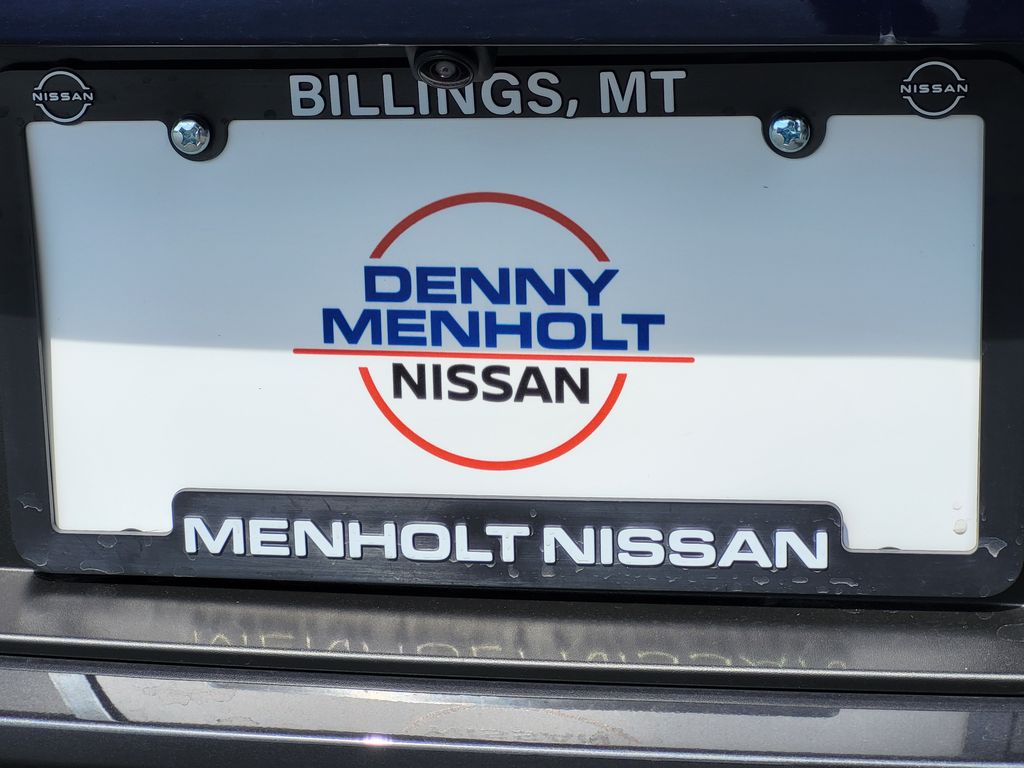 NISSAN BILLINGS, MT NISSAN
DENNY
MENHOLT
NISSAN
MENHOLT NISSAN